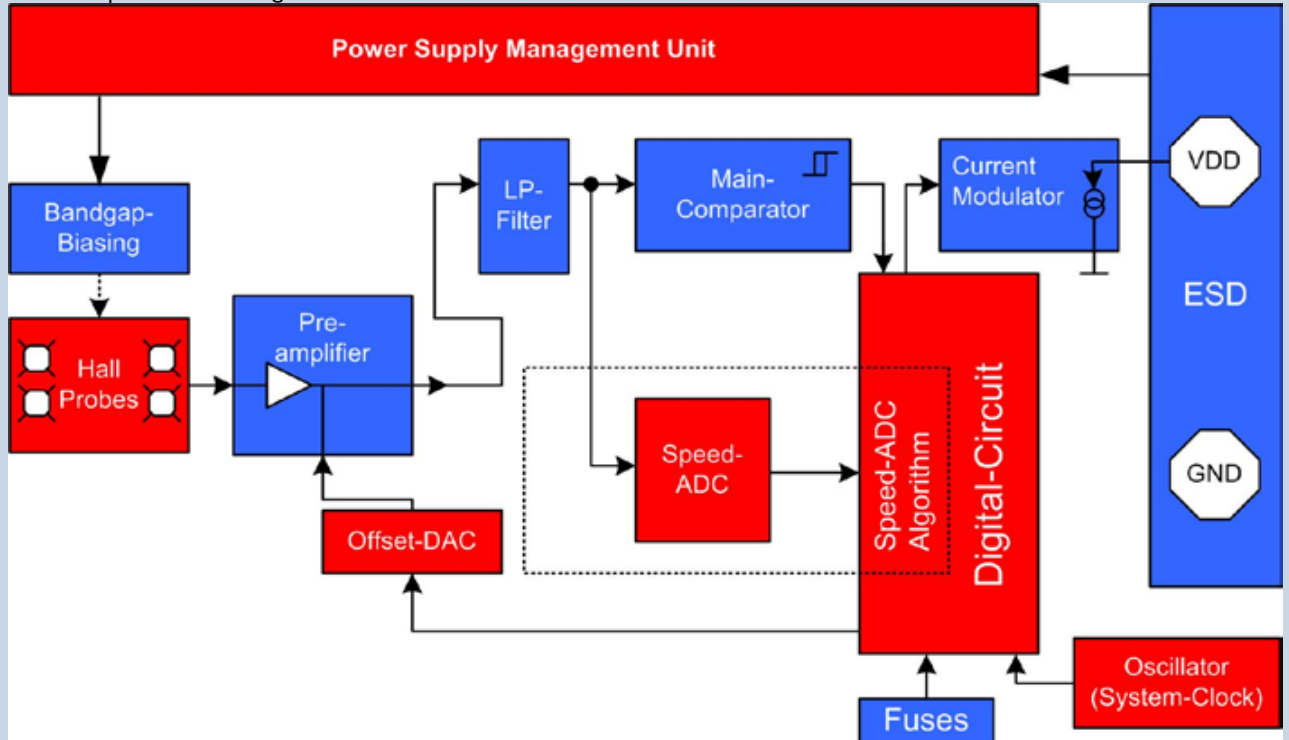 Power Supply Management Unit
Bandgap-
Biasing
LP-
Filter
Main-
Comparator
Current
Modulator
VDD
ESD
GND
Hall
Probes
Pre-
amplifier
Speed-
ADC
Speed-ADC
Algorithm
Digital-Circuit
Offset-DAC
Fuses
Oscillator
(System-Clock)